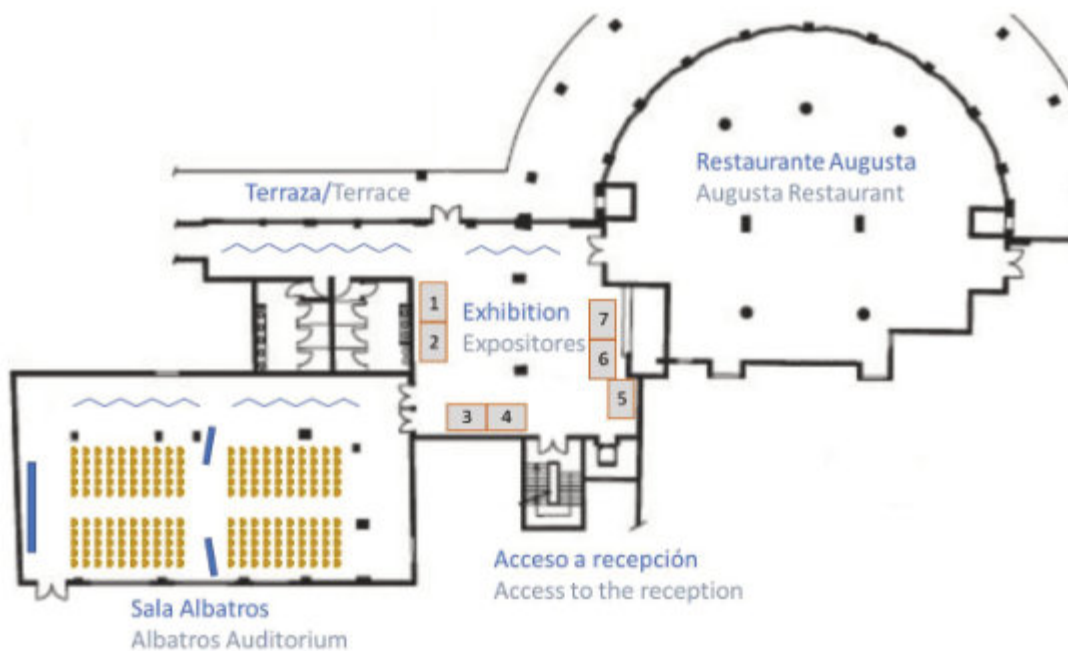 Restaurante Augusta
Augusta Restaurant
Terraza/Terrace
1
2
Exhibition
Expositores
7
6
5
3
4
Acceso a recepción
Access to the reception
Sala Albatros
Albatros Auditorium